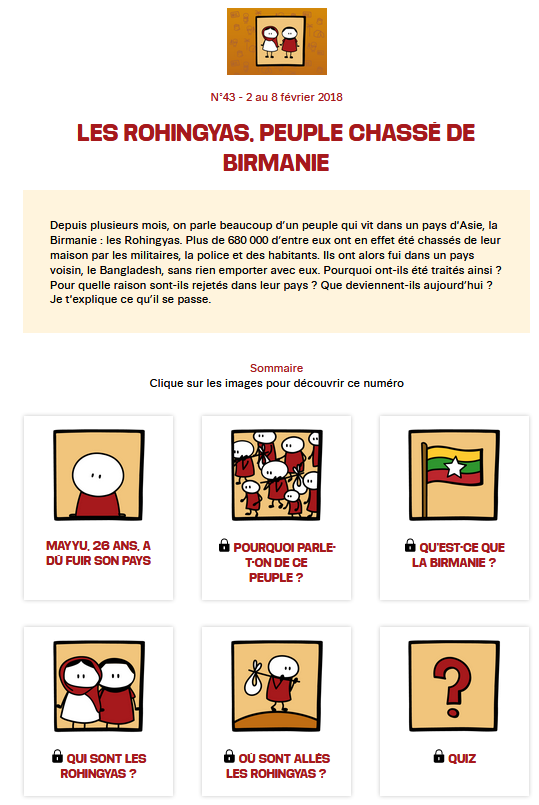 N°43 - 2 au 8 février 2018
LES ROHINGYAS, PEUPLE CHASSÉ DE
BIRMANIE
Depuis plusieurs mois, on parle beaucoup d'un peuple qui vit dans un pays d'Asie, la
Birmanie : les Rohingyas. Plus de 680 000 d'entre eux ont en effet été chassés de leur
maison par les militaires, la police et des habitants. Ils ont alors fui dans un pays
voisin, le Bangladesh, sans rien emporter avec eux. Pourquoi ont-ils été traités ainsi ?
Pour quelle raison sont-ils rejetés dans leur pays ? Que deviennent-ils aujourd'hui ?
Je t'explique ce qu'il se passe.
Sommaire
Clique sur les images pour découvrir ce numéro
MAYYU, 26 ANS, A
DÛ FUIR SON PAYS
POURQUOI PARLE-
T-ON DE CE
PEUPLE ?
QU'EST-CE QUE
LA BIRMANIE ?
QUI SONT LES
ROHINGYAS ?
OÙ SONT ALLÉS
LES ROHINGYAS ?
QUIZ